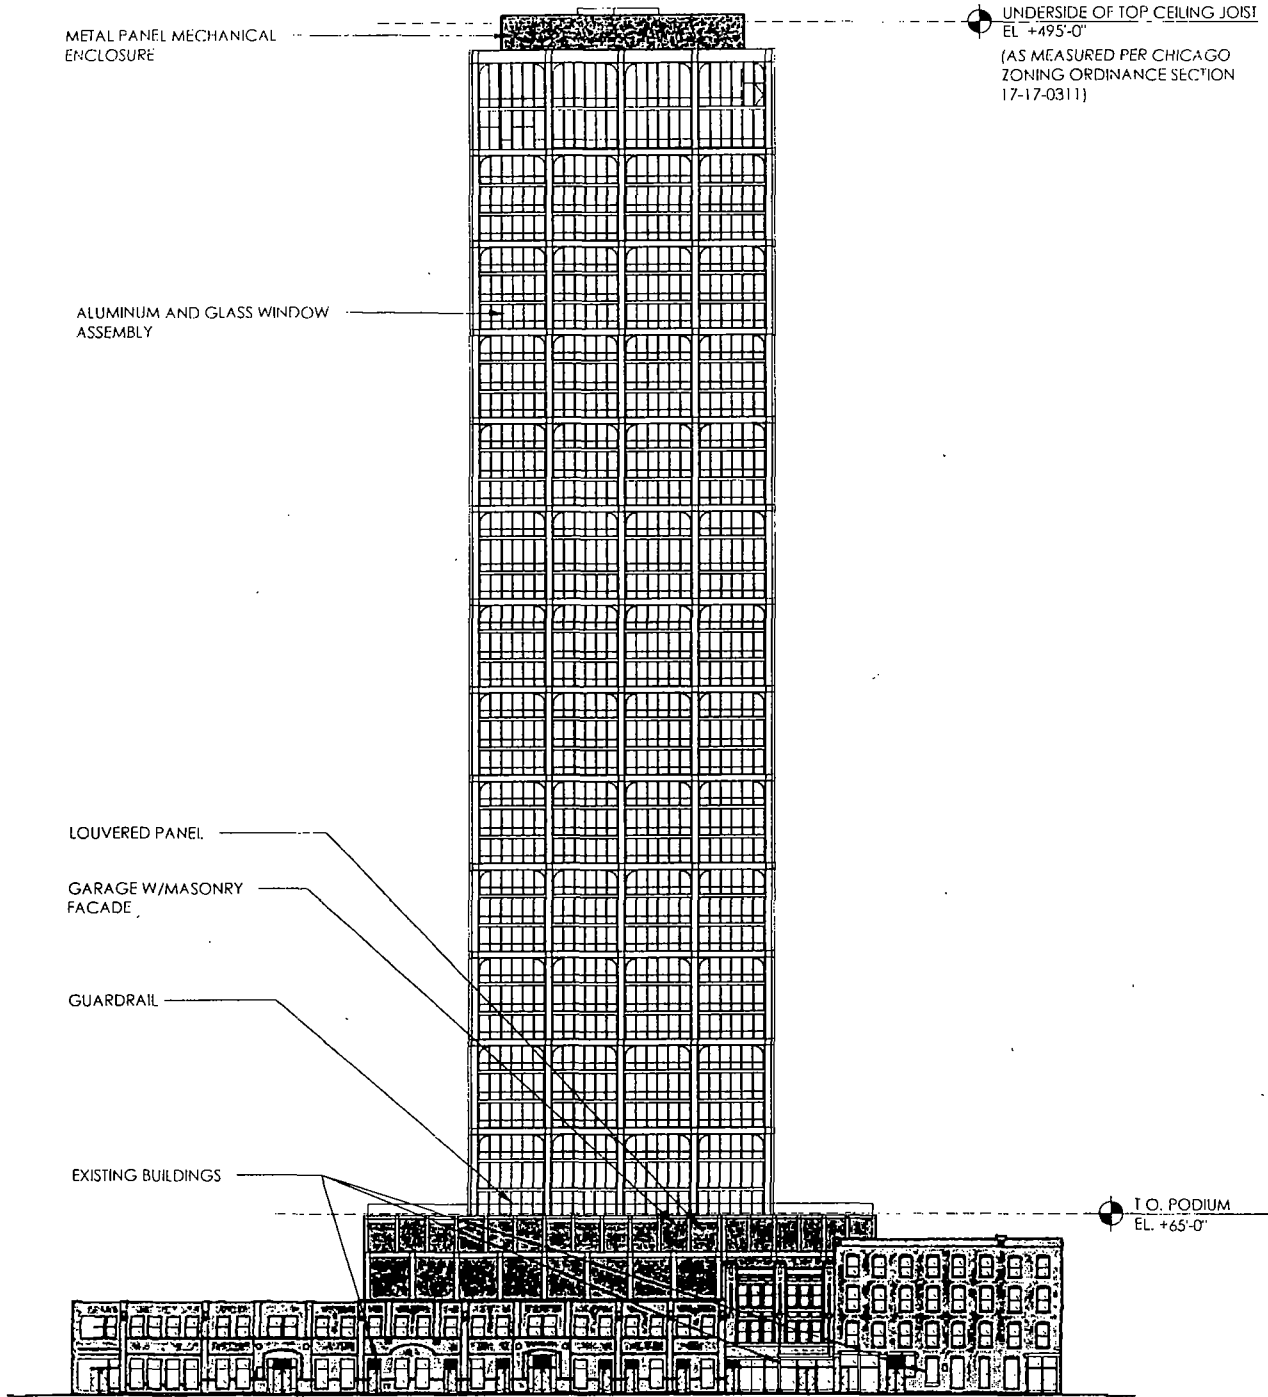 METAL PANEL MECHANICAL
ENCLOSURE
UNDERSIDE OF TOP CEILING JOIST
EL +495'-0"
(AS MEASURED PER CHICAGO
ZONING ORDINANCE SECTION
17-17-0311)
ALUMINUM AND GLASS WINDOW
ASSEMBLY
LOUVERED PANEL
GARAGE W/MASONRY
FACADE
GUARDRAIL
EXISTING BUILDINGS
T O. PODIUM
EL. +65'-0"